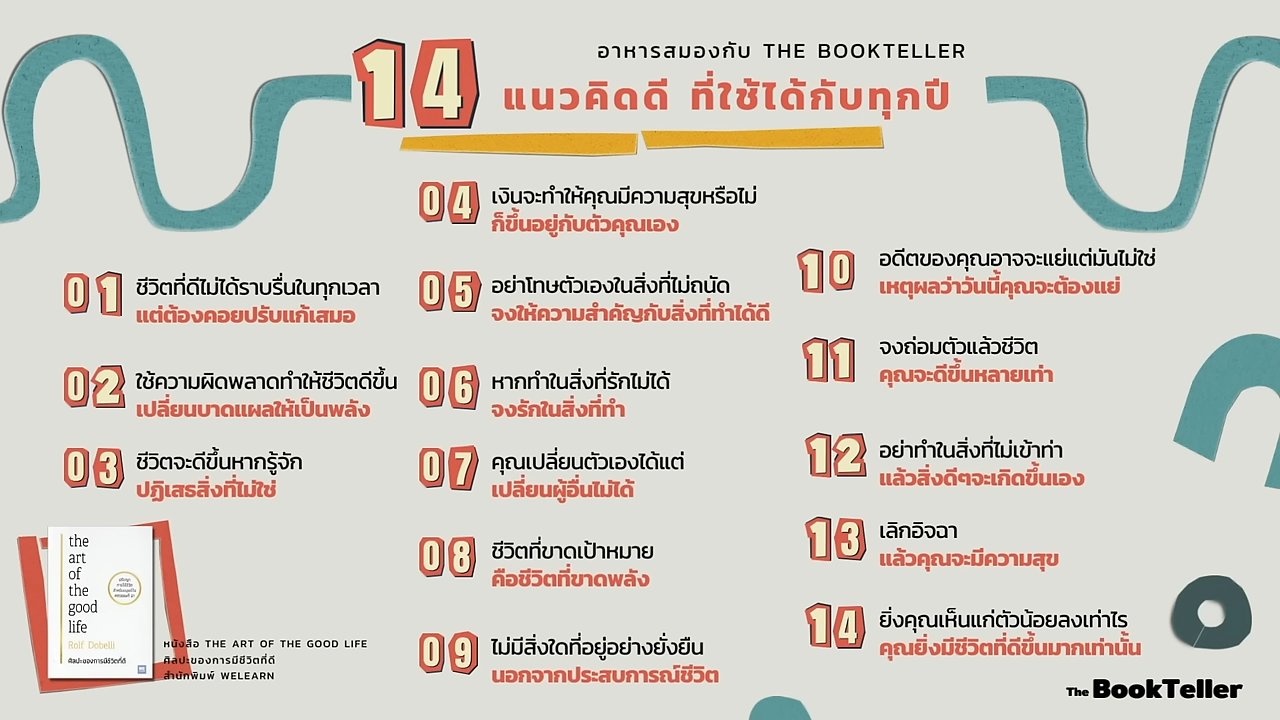 อาหารสมองกับ THE BOOKTELLER
14 แนวคิดดี ที่ใช้ได้กับทุกปี
01 ชีวิตที่ดีไม่ได้ราบรื่นในทุกเวลา
แต่ต้องคอยปรับแก้เสมอ
02 ใช้ความผิดพลาดทำให้ชีวิตดีขึ้น
เปลี่ยนบาดแผลให้เป็นพลัง
03 ชีวิตจะดีขึ้นหากรู้จัก
ปฏิเสธสิ่งที่ไม่ใช่
04 เงินจะทำให้คุณมีความสุขหรือไม่
ก็ขึ้นอยู่กับตัวคุณเอง
05 อย่าโทษตัวเองในสิ่งที่ไม่ถนัด
จงให้ความสำคัญกับสิ่งที่ทำได้ดี
06 หากทำในสิ่งที่รักไม่ได้
จงรักในสิ่งที่ทำ
07 คุณเปลี่ยนตัวเองได้แต่
เปลี่ยนผู้อื่นไม่ได้
08 ชีวิตที่ขาดเป้าหมาย
คือชีวิตที่ขาดพลัง
09 ไม่มีสิ่งใดที่อยู่อย่างยั่งยืน
นอกจากประสบการณ์ชีวิต
10 อดีตของคุณอาจจะแย่แต่มันไม่ใช่
เหตุผลว่าวันนี้คุณจะต้องแย่
11 จงถ่อมตัวแล้วชีวิต
คุณจะดีขึ้นหลายเท่า
12 อย่าทำในสิ่งที่ไม่เข้าท่า
แล้วสิ่งดีๆจะเกิดขึ้นเอง
13 เลิกอิจฉา
แล้วคุณจะมีความสุข
14 ยิ่งคุณเห็นแก่ตัวน้อยลงเท่าไร
คุณยิ่งมีชีวิตที่ดีขึ้นมากเท่านั้น
the
art
of
the
good
life
Rolf Dobelli
ศิลปะของการมีชีวิตที่ดี
หนังสือ THE ART OF THE GOOD LIFE
ศิลปะของการมีชีวิตที่ดี
สำนักพิมพ์ WELEARN
The BookTeller